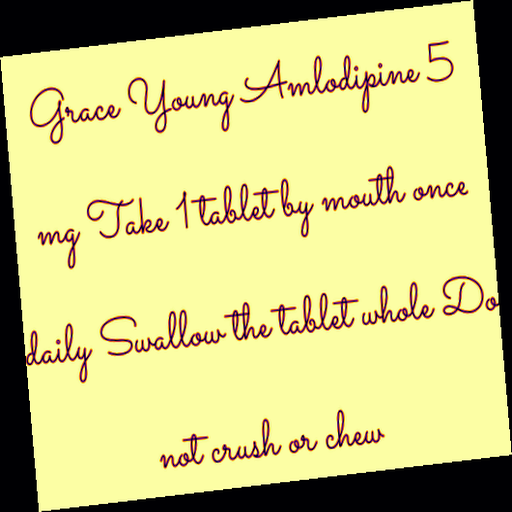 Grace Young Amlodipine 5
mg Take 1 tablet by mouth once
daily Swallow the tablet whole Do
not crush or chew